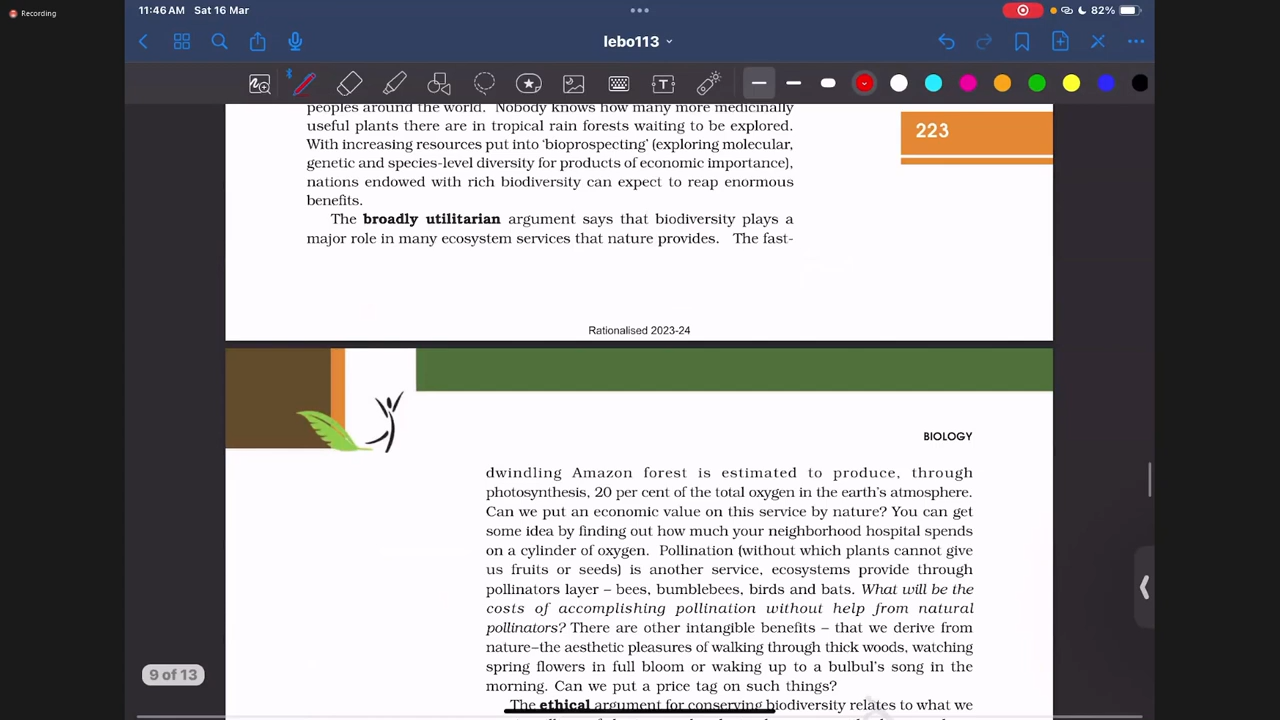 Recording
11:46 AM Sat 16 Mar
82%
lebo113
peoples around the world. Nobody knows how many more medicinally
useful plants there are in tropical rain forests waiting to be explored.
With increasing resources put into 'bioprospecting' (exploring molecular,
genetic and species-level diversity for products of economic importance),
nations endowed with rich biodiversity can expect to reap enormous
benefits.
The broadly utilitarian argument says that biodiversity plays a
major role in many ecosystem services that nature provides. The fast-
223
Rationalised 2023-24
BIOLOGY
dwindling Amazon forest is estimated to produce, through
photosynthesis, 20 per cent of the total oxygen in the earth's atmosphere.
Can we put an economic value on this service by nature? You can get
some idea by finding out how much your neighborhood hospital spends
on a cylinder of oxygen. Pollination (without which plants cannot give
us fruits or seeds) is another service, ecosystems provide through
pollinators layer – bees, bumblebees, birds and bats. What will be the
costs of accomplishing pollination without help from natural
pollinators? There are other intangible benefits – that we derive from
nature–the aesthetic pleasures of walking through thick woods, watching
spring flowers in full bloom or waking up to a bulbul's song in the
morning. Can we put a price tag on such things?
The ethical argument for conserving biodiversity relates to what we
9 of 13